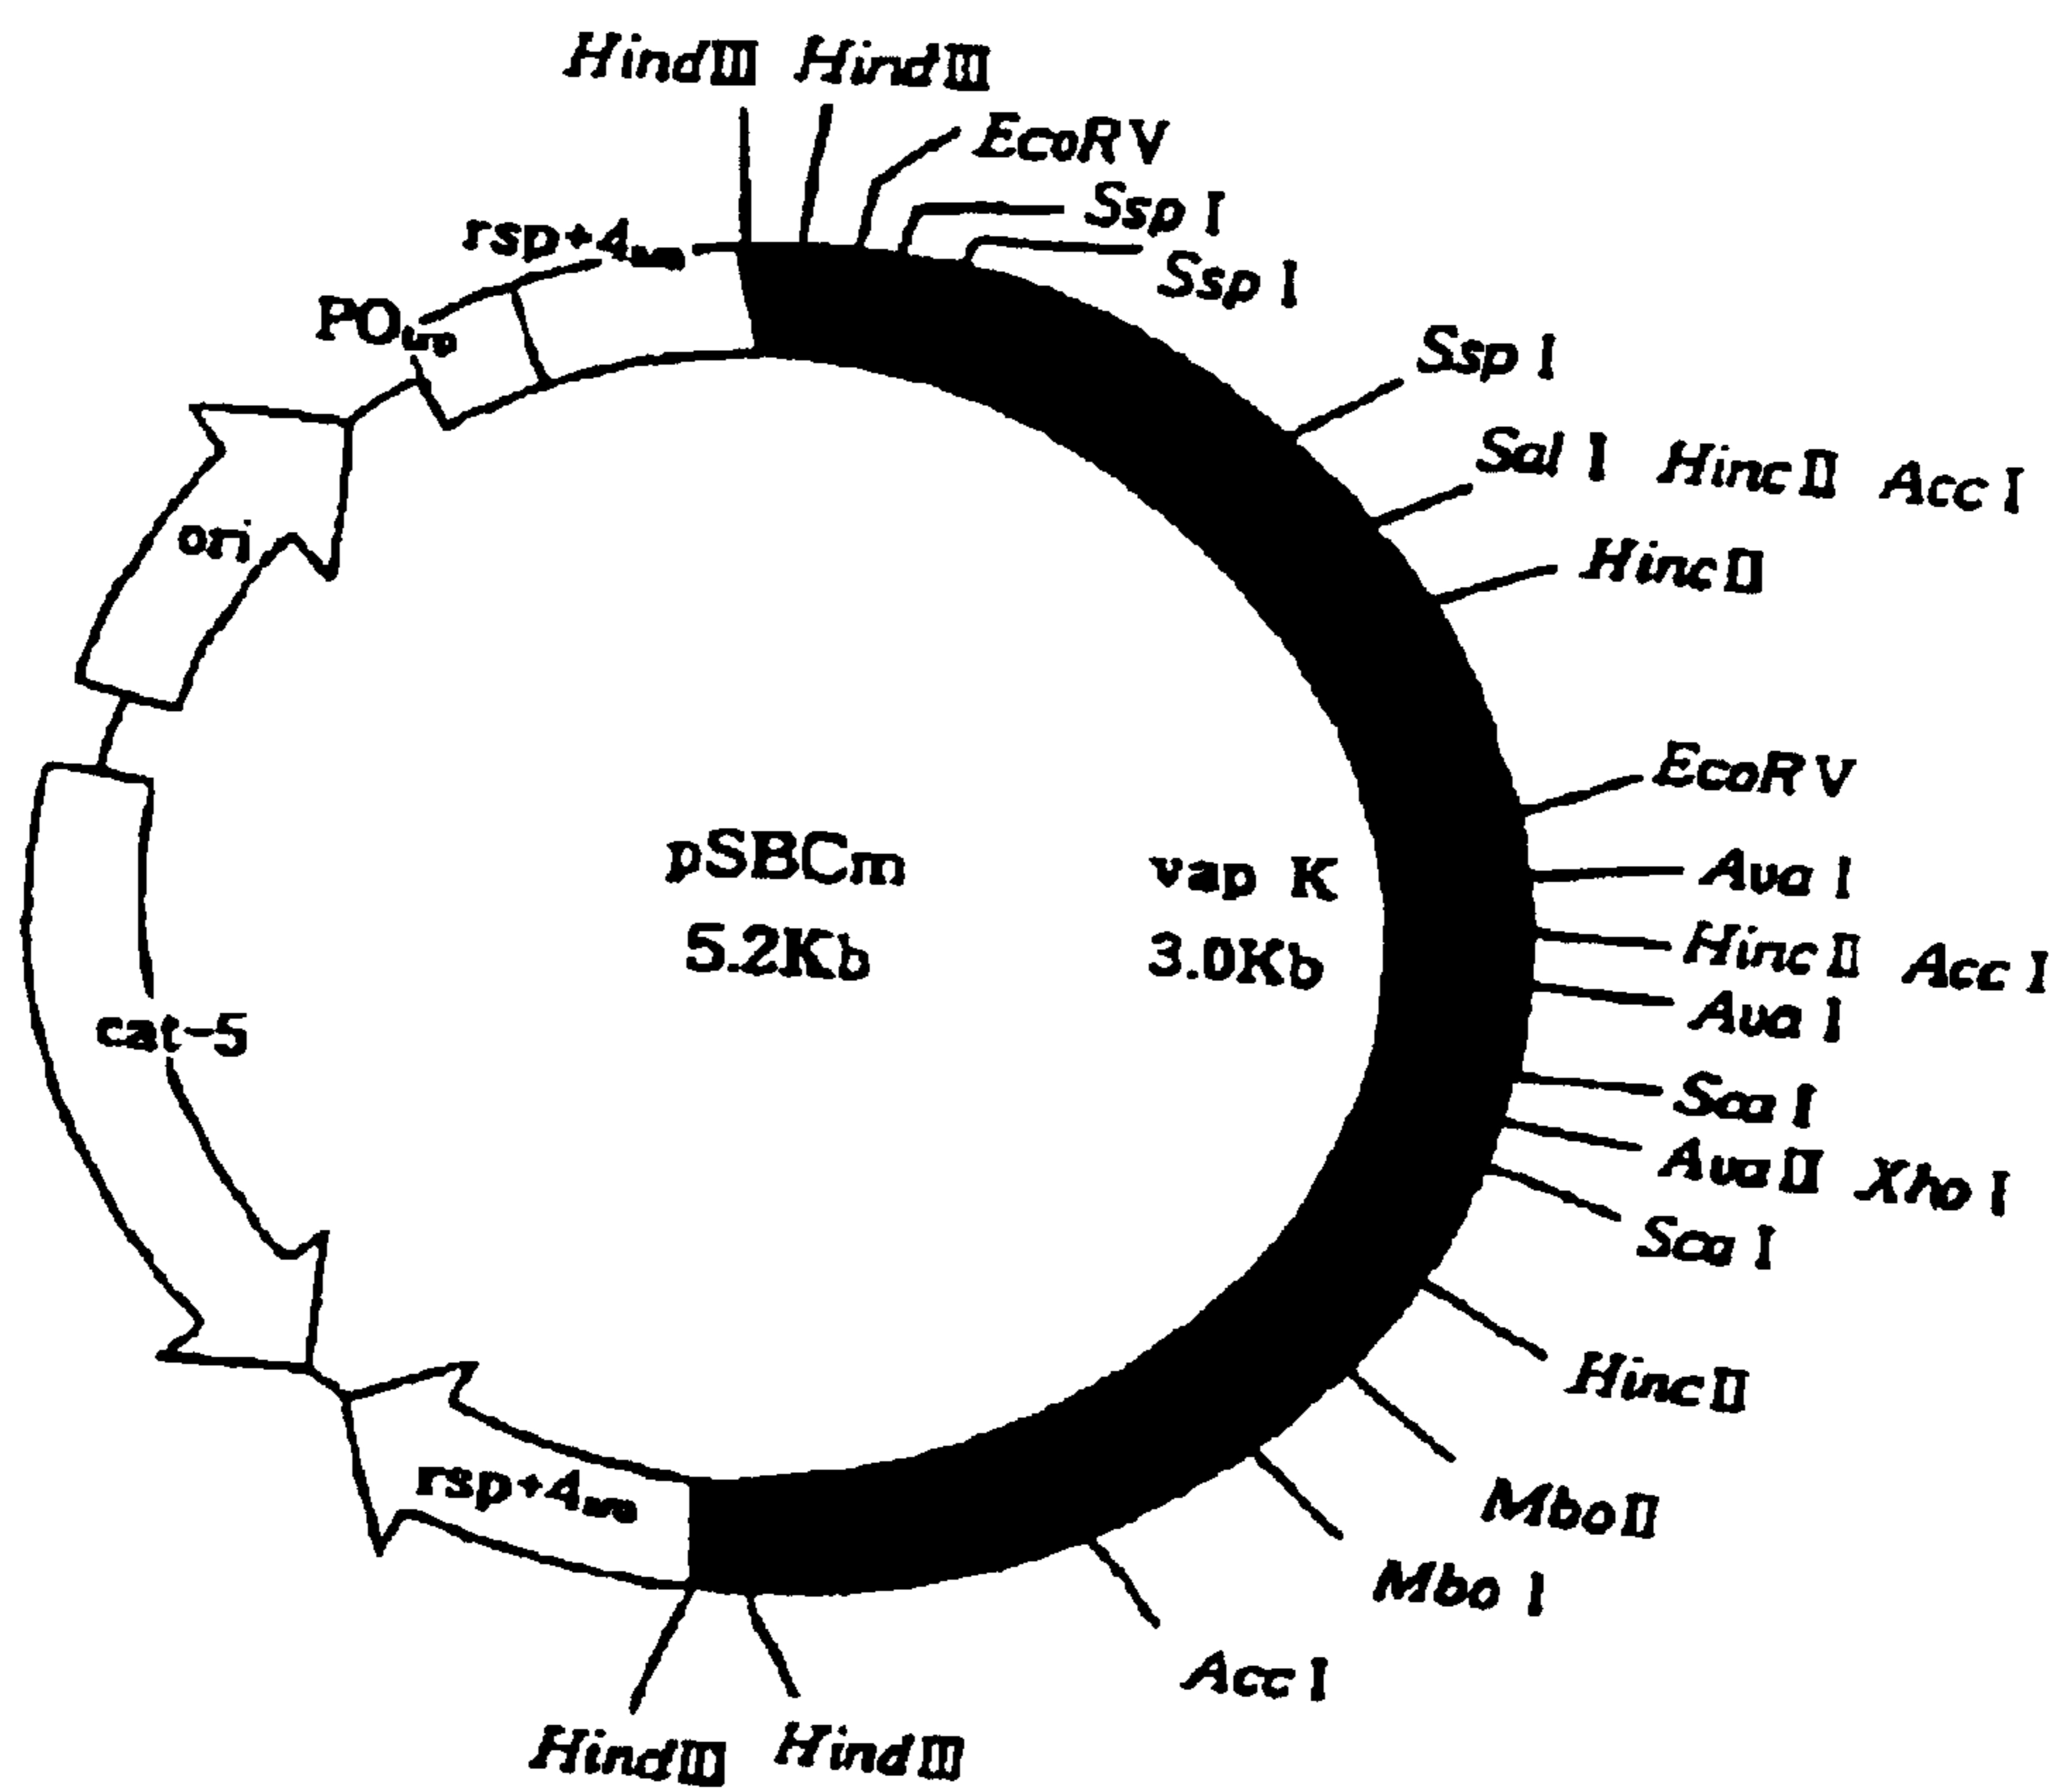 HindⅢ HindⅢ
EcoRⅤ
SspⅠ
rsp+4
SspⅠ
PO
SspⅠ
SalⅠ HincⅡ AccⅠ
ori
HincⅡ
EcoRⅤ
pSBCm
5.2Kb
vap K
3.0Kb
AvaⅠ
HincⅡ AccⅠ
AvaⅠ
cat-5
ScaⅠ
AvaⅡ XhoⅠ
ScaⅠ
HincⅡ
rsp+4
MboⅡ
MboⅠ
AccⅠ
HindⅢ HindⅢ